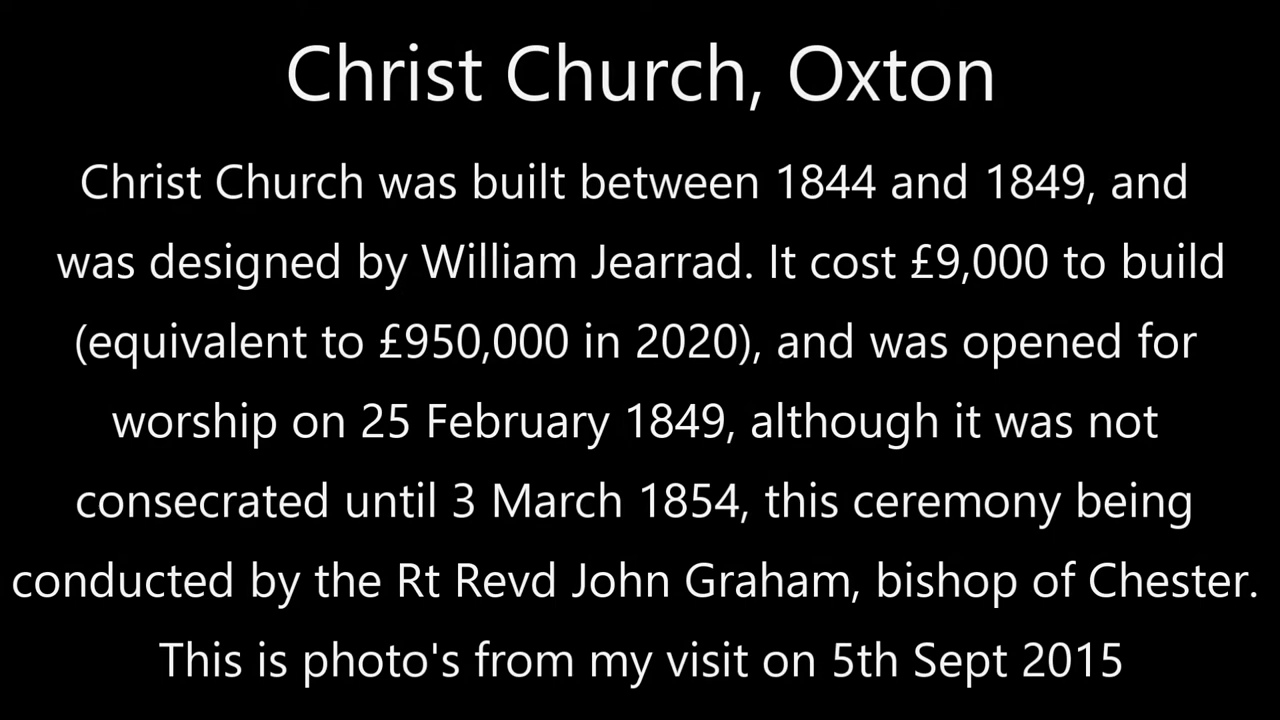 Christ Church, Oxton
Christ Church was built between 1844 and 1849, and
was designed by William Jearrad. It cost £9,000 to build
(equivalent to £950,000 in 2020), and was opened for
worship on 25 February 1849, although it was not
consecrated until 3 March 1854, this ceremony being
conducted by the Rt Revd John Graham, bishop of Chester.
This is photo's from my visit on 5th Sept 2015